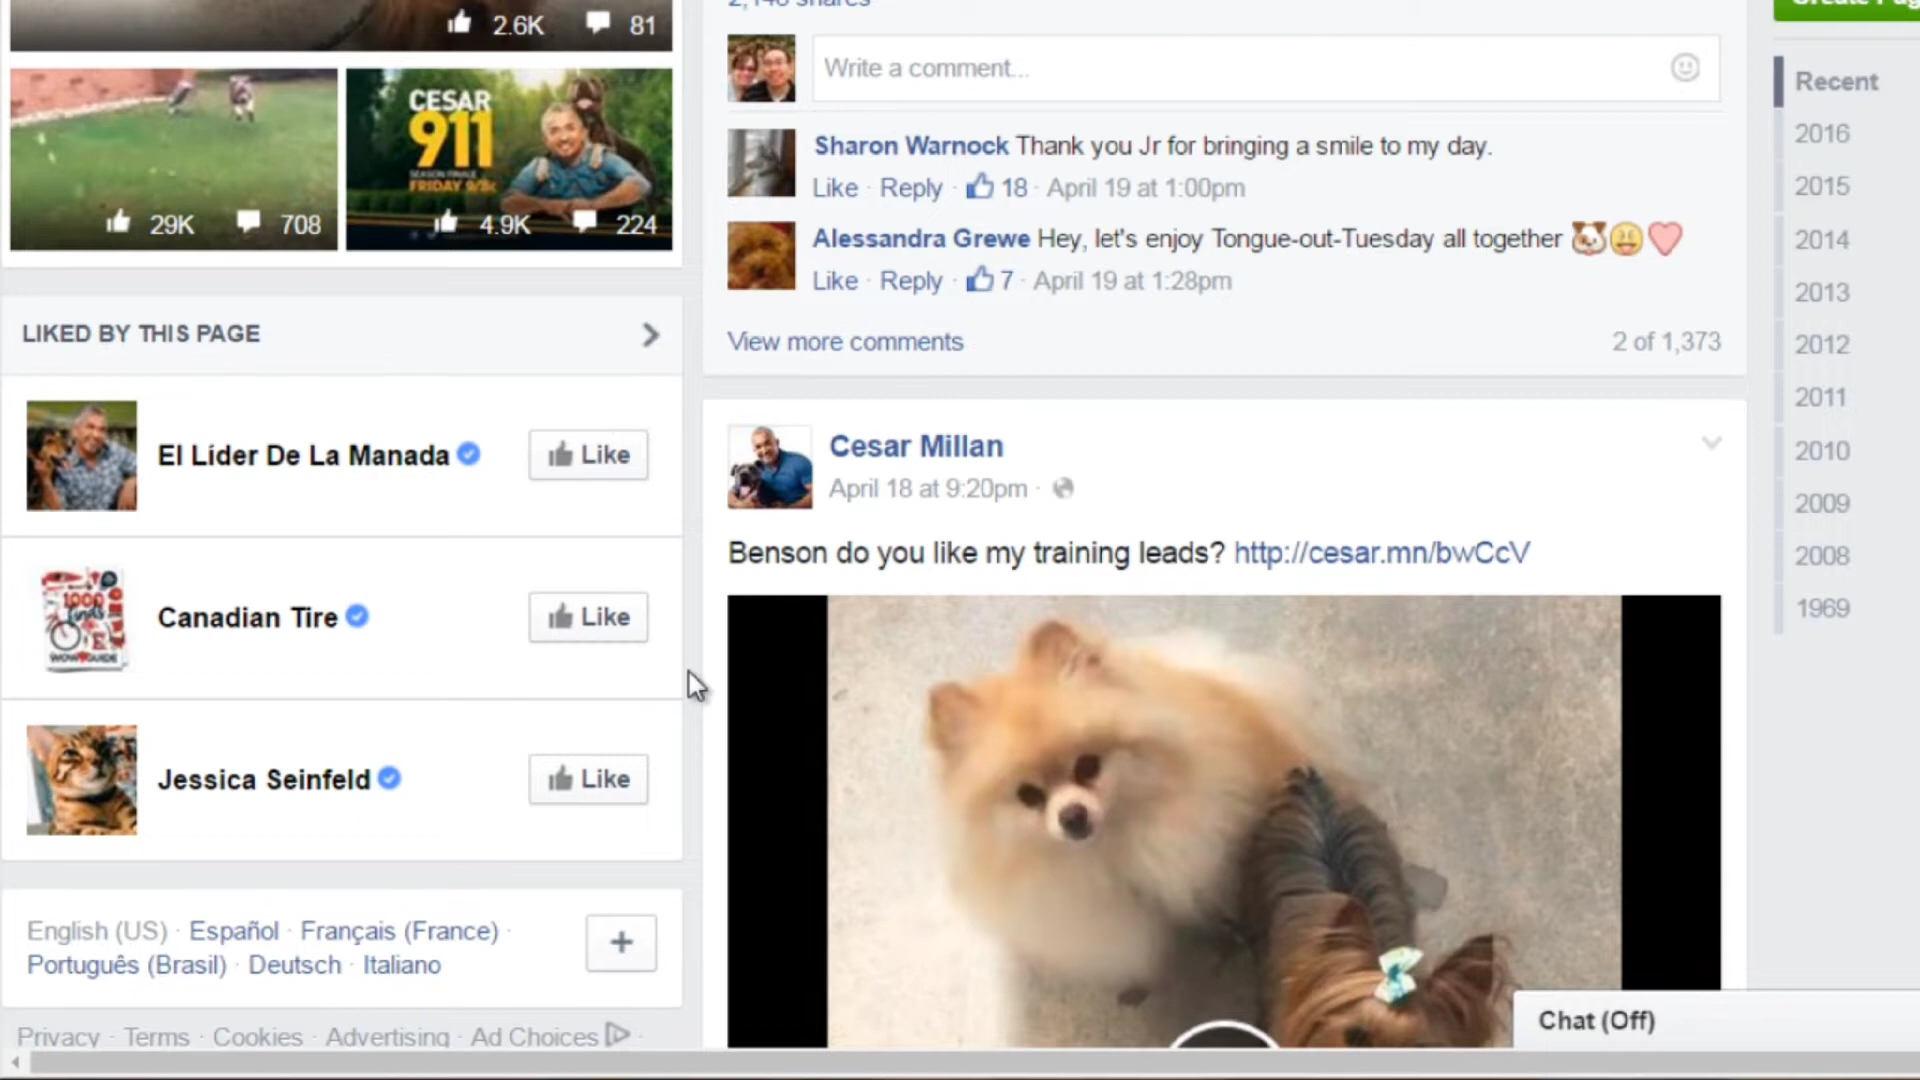 2.6K 81
CESAR
911
SEASON FINALE
FRIDAY 9/8c
29K 708
4.9K 224
LIKED BY THIS PAGE
El Líder De La Manada
Like
1000
finds
WOW GUIDE
Canadian Tire
Like
Jessica Seinfeld
Like
English (US) · Español · Français (France) ·
Português (Brasil) · Deutsch · Italiano
+
Privacy · Terms · Cookies · Advertising · Ad Choices ·
shares
Write a comment...
Sharon Warnock Thank you Jr for bringing a smile to my day.
Like · Reply · 18 · April 19 at 1:00pm
Alessandra Grewe Hey, let's enjoy Tongue-out-Tuesday all together
Like · Reply · 7 · April 19 at 1:28pm
View more comments 2 of 1,373
Cesar Millan
April 18 at 9:20pm ·
Benson do you like my training leads? http://cesar.mn/bwCcV
Create Pag
Recent
2016
2015
2014
2013
2012
2011
2010
2009
2008
1969
Chat (Off)